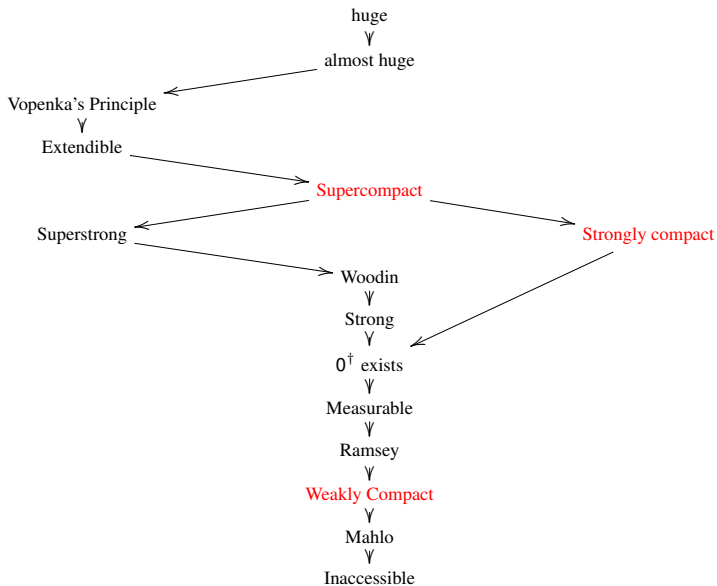 huge
almost huge
Vopenka's Principle
Extendible
Supercompact
Superstrong
Strongly compact
Woodin
Strong
0† exists
Measurable
Ramsey
Weakly Compact
Mahlo
Inaccessible